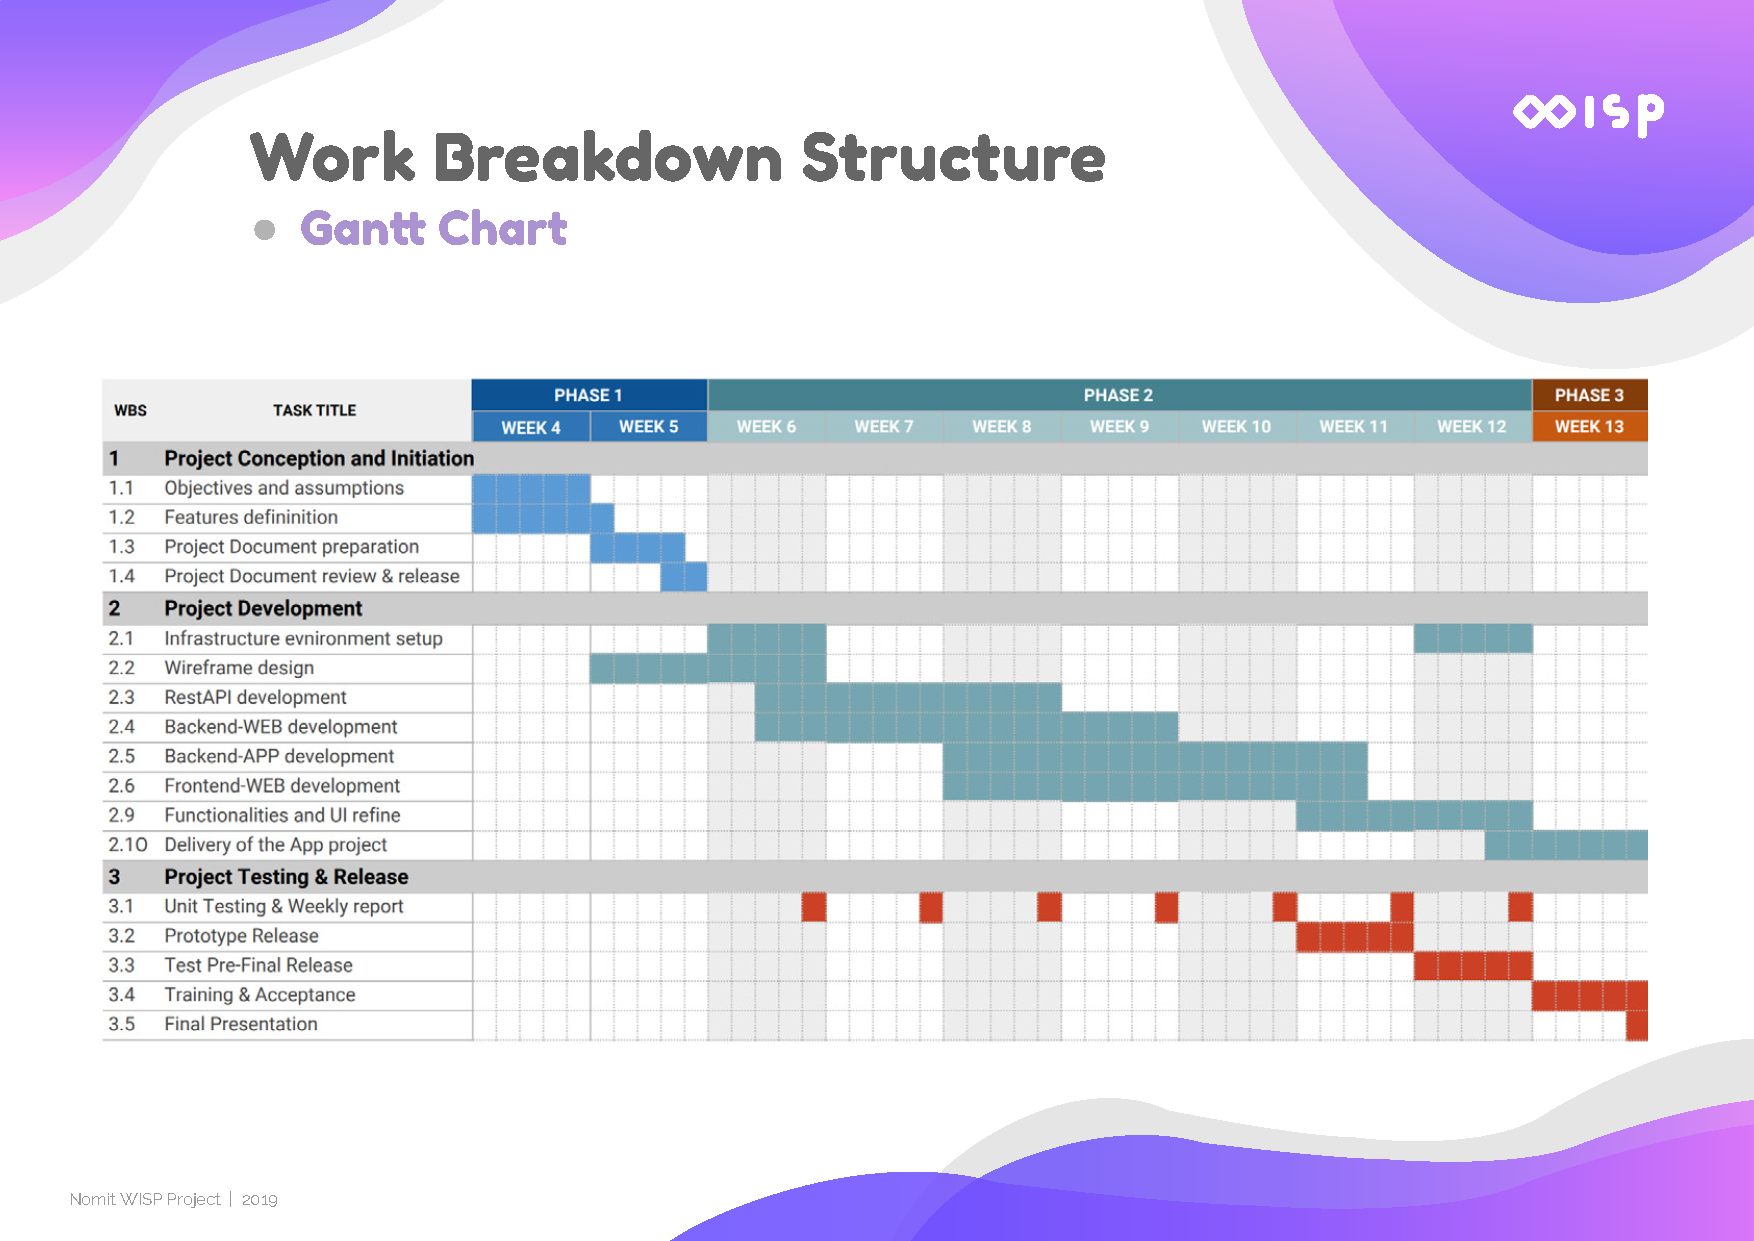 WISP
Work Breakdown Structure
● Gantt Chart
WBS TASK TITLE PHASE 1 PHASE 2 PHASE 3
WEEK 4 WEEK 5 WEEK 6 WEEK 7 WEEK 8 WEEK 9 WEEK 10 WEEK 11 WEEK 12 WEEK 13
1 Project Conception and Initiation
1.1 Objectives and assumptions
1.2 Features defininition
1.3 Project Document preparation
1.4 Project Document review & release
2 Project Development
2.1 Infrastructure evnironment setup
2.2 Wireframe design
2.3 RestAPI development
2.4 Backend-WEB development
2.5 Backend-APP development
2.6 Frontend-WEB development
2.9 Functionalities and UI refine
2.10 Delivery of the App project
3 Project Testing & Release
3.1 Unit Testing & Weekly report
3.2 Prototype Release
3.3 Test Pre-Final Release
3.4 Training & Acceptance
3.5 Final Presentation
Nomit WISP Project | 2019